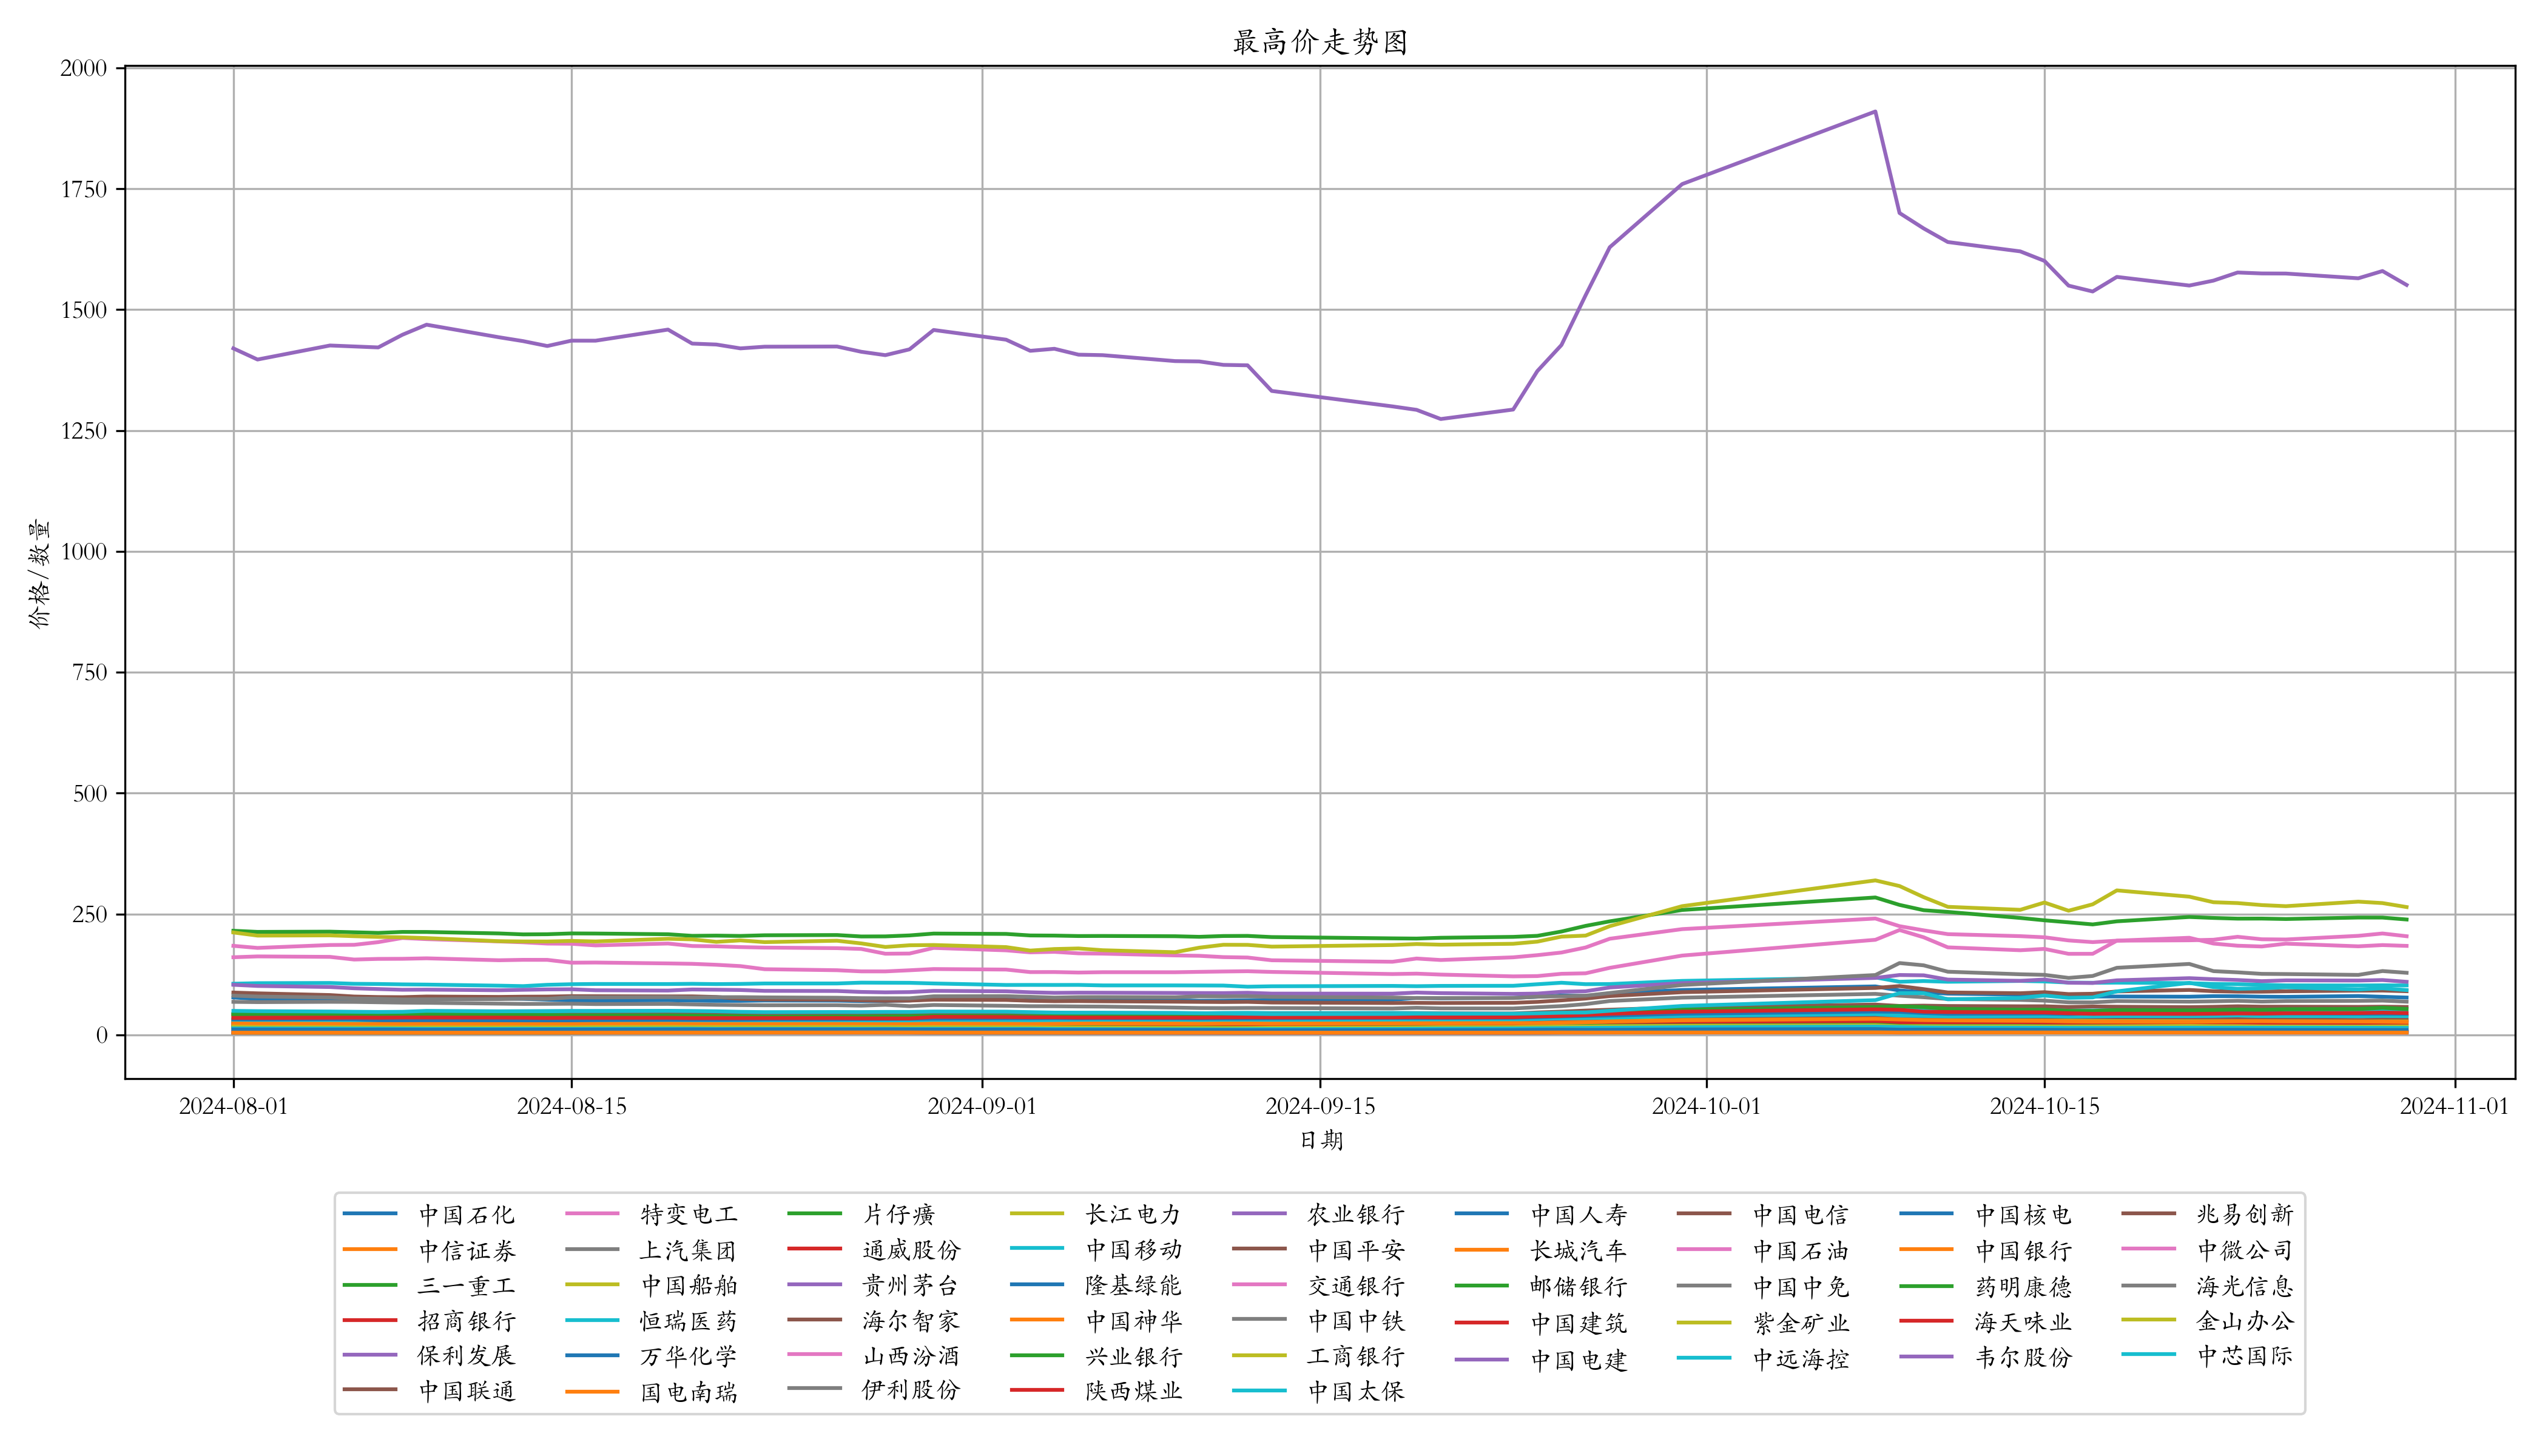 最高价走势图
价格/数量
2000
1750
1500
1250
1000
750
500
250
0
2024-08-01 2024-08-15 2024-09-01 2024-09-15 2024-10-01 2024-10-15 2024-11-01
日期
中国石化 特变电工 片仔癀 长江电力 农业银行 中国人寿 中国电信 中国核电 兆易创新
中信证券 上汽集团 通威股份 中国移动 中国平安 长城汽车 中国石油 中国银行 中微公司
三一重工 中国船舶 贵州茅台 隆基绿能 交通银行 邮储银行 中国中免 药明康德 海光信息
招商银行 恒瑞医药 海尔智家 中国神华 中国中铁 中国建筑 紫金矿业 海天味业 金山办公
保利发展 万华化学 山西汾酒 兴业银行 工商银行 中国电建 中远海控 韦尔股份 中芯国际
中国联通 国电南瑞 伊利股份 陕西煤业 中国太保